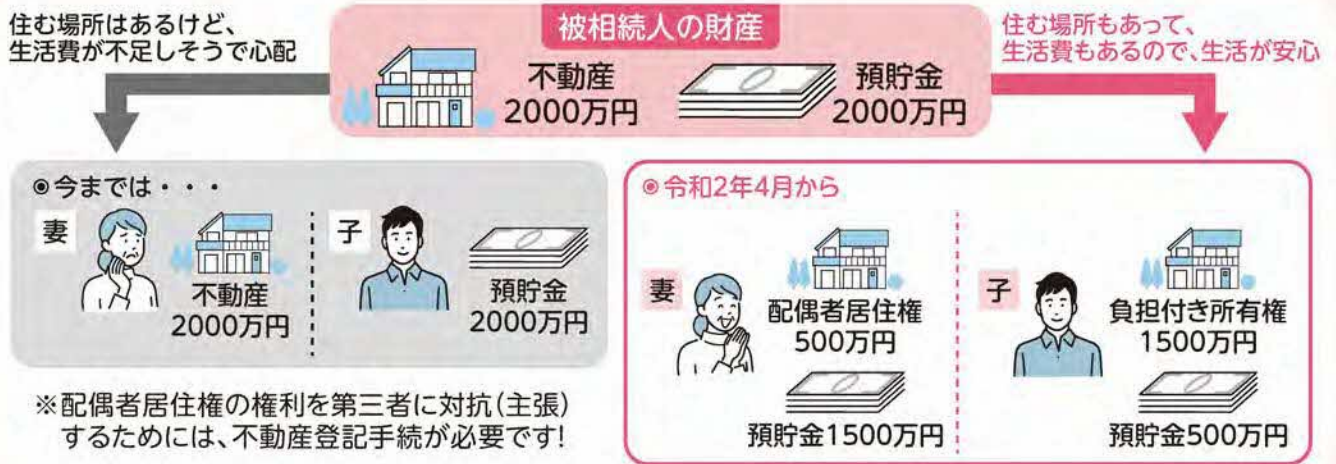 住む場所はあるけど、
生活費が不足しそうで心配
被相続人の財産
不動産
2000万円
預貯金
2000万円
住む場所もあって、
生活費もあるので、生活が安心
◉今までは・・・
妻
不動産
2000万円
子
預貯金
2000万円
※配偶者居住権の権利を第三者に対抗(主張)
するためには、不動産登記手続が必要です!
◉令和2年4月から
妻
配偶者居住権
500万円
預貯金1500万円
子
負担付き所有権
1500万円
預貯金500万円